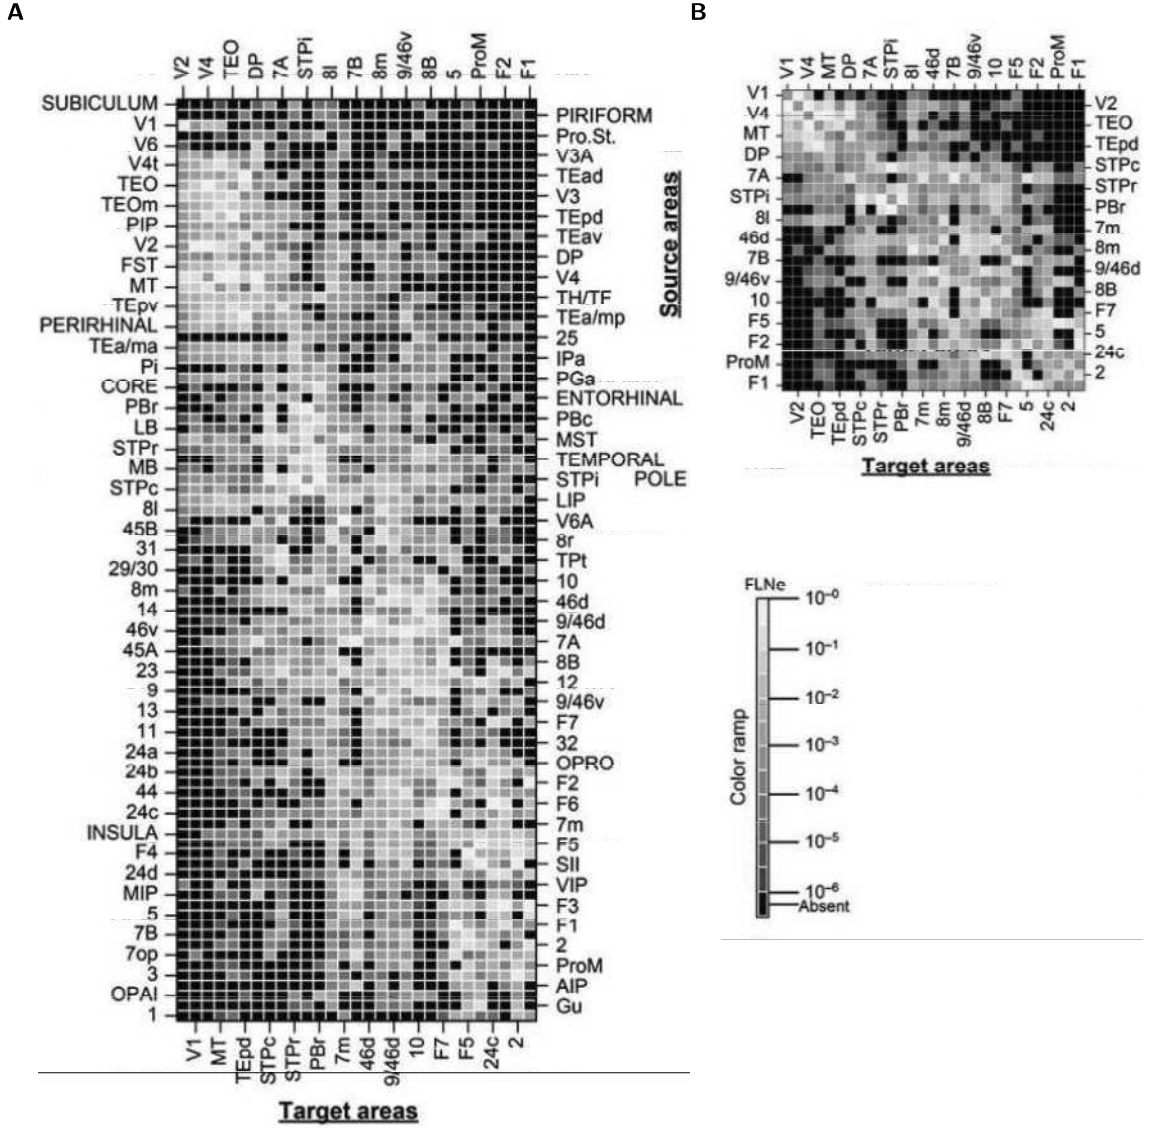 A
B
V2 V4 TEO DP 7A STPi 8l 7B 8m 9/46v 8B 5 ProM F2 F1
SUBICULUM
V1
V6
V4t
TEO
TEOm
PIP
V2
FST
MT
TEpv
PERIRHINAL
TEa/ma
Pi
CORE
PBr
LB
STPr
MB
STPc
8l
45B
31
29/30
8m
14
46v
45A
23
9
13
11
24a
24b
44
24c
INSULA
F4
24d
MIP
5
7B
7op
3
OPAI
1
PIRIFORM
Pro.St.
V3A
TEad
V3
TEpd
TEav
DP
V4
TH/TF
TEa/mp
25
IPa
PGa
ENTORHINAL
PBc
MST
TEMPORAL
STPi POLE
LIP
V6A
8r
TPt
10
46d
9/46d
7A
8B
12
9/46v
F7
32
OPRO
F2
F6
7m
F5
SII
VIP
F3
F1
2
ProM
AIP
Gu
V1 MT TEpd STPc STPr PBr 7m 46d 9/46d 10 F7 F5 24c 2
Target areas
Source areas
V1 V4 MT DP 7A STPi 8l 46d 7B 9/46v 10 F5 F2 ProM F1
V1
V4
MT
DP
7A
STPi
8l
46d
7B
9/46v
10
F5
F2
ProM
F1
V2
TEO
TEpd
STPc
STPr
PBr
7m
8m
9/46d
8B
F7
5
24c
2
V2 TEO TEpd STPc STPr PBr 7m 8m 9/46d 8B F7 5 24c 2
Target areas
FLNe
Color ramp
10⁻⁰
10⁻¹
10⁻²
10⁻³
10⁻⁴
10⁻⁵
10⁻⁶
Absent